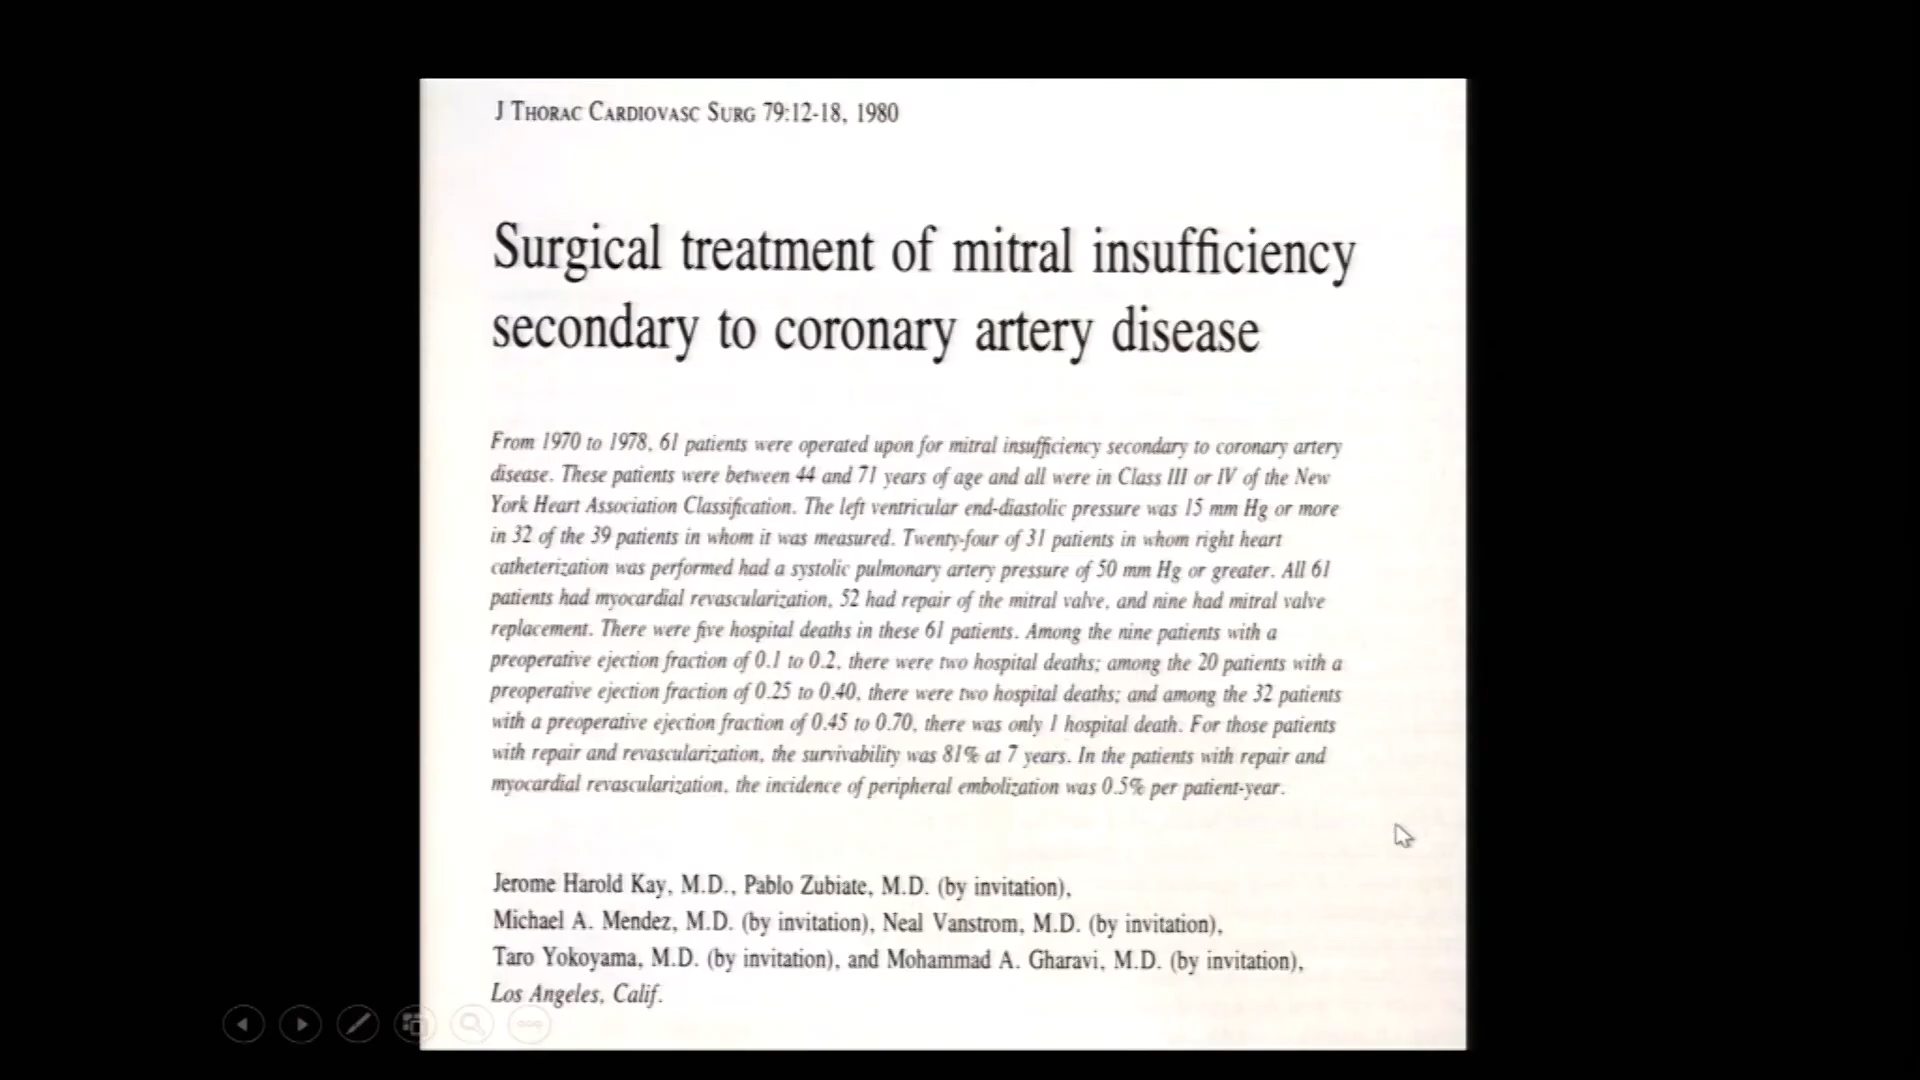 J THORAC CARDIOVASC SURG 79:12-18, 1980
Surgical treatment of mitral insufficiency
secondary to coronary artery disease
From 1970 to 1978, 61 patients were operated upon for mitral insufficiency secondary to coronary artery
disease. These patients were between 44 and 71 years of age and all were in Class III or IV of the New
York Heart Association Classification. The left ventricular end-diastolic pressure was 15 mm Hg or more
in 32 of the 39 patients in whom it was measured. Twenty-four of 31 patients in whom right heart
catheterization was performed had a systolic pulmonary artery pressure of 50 mm Hg or greater. All 61
patients had myocardial revascularization, 52 had repair of the mitral valve, and nine had mitral valve
replacement. There were five hospital deaths in these 61 patients. Among the nine patients with a
preoperative ejection fraction of 0.1 to 0.2, there were two hospital deaths; among the 20 patients with a
preoperative ejection fraction of 0.25 to 0.40, there were two hospital deaths; and among the 32 patients
with a preoperative ejection fraction of 0.45 to 0.70, there was only 1 hospital death. For those patients
with repair and revascularization, the survivability was 81% at 7 years. In the patients with repair and
myocardial revascularization, the incidence of peripheral embolization was 0.5% per patient-year.
Jerome Harold Kay, M.D., Pablo Zubiate, M.D. (by invitation),
Michael A. Mendez, M.D. (by invitation), Neal Vanstrom, M.D. (by invitation),
Taro Yokoyama, M.D. (by invitation), and Mohammad A. Gharavi, M.D. (by invitation),
Los Angeles, Calif.